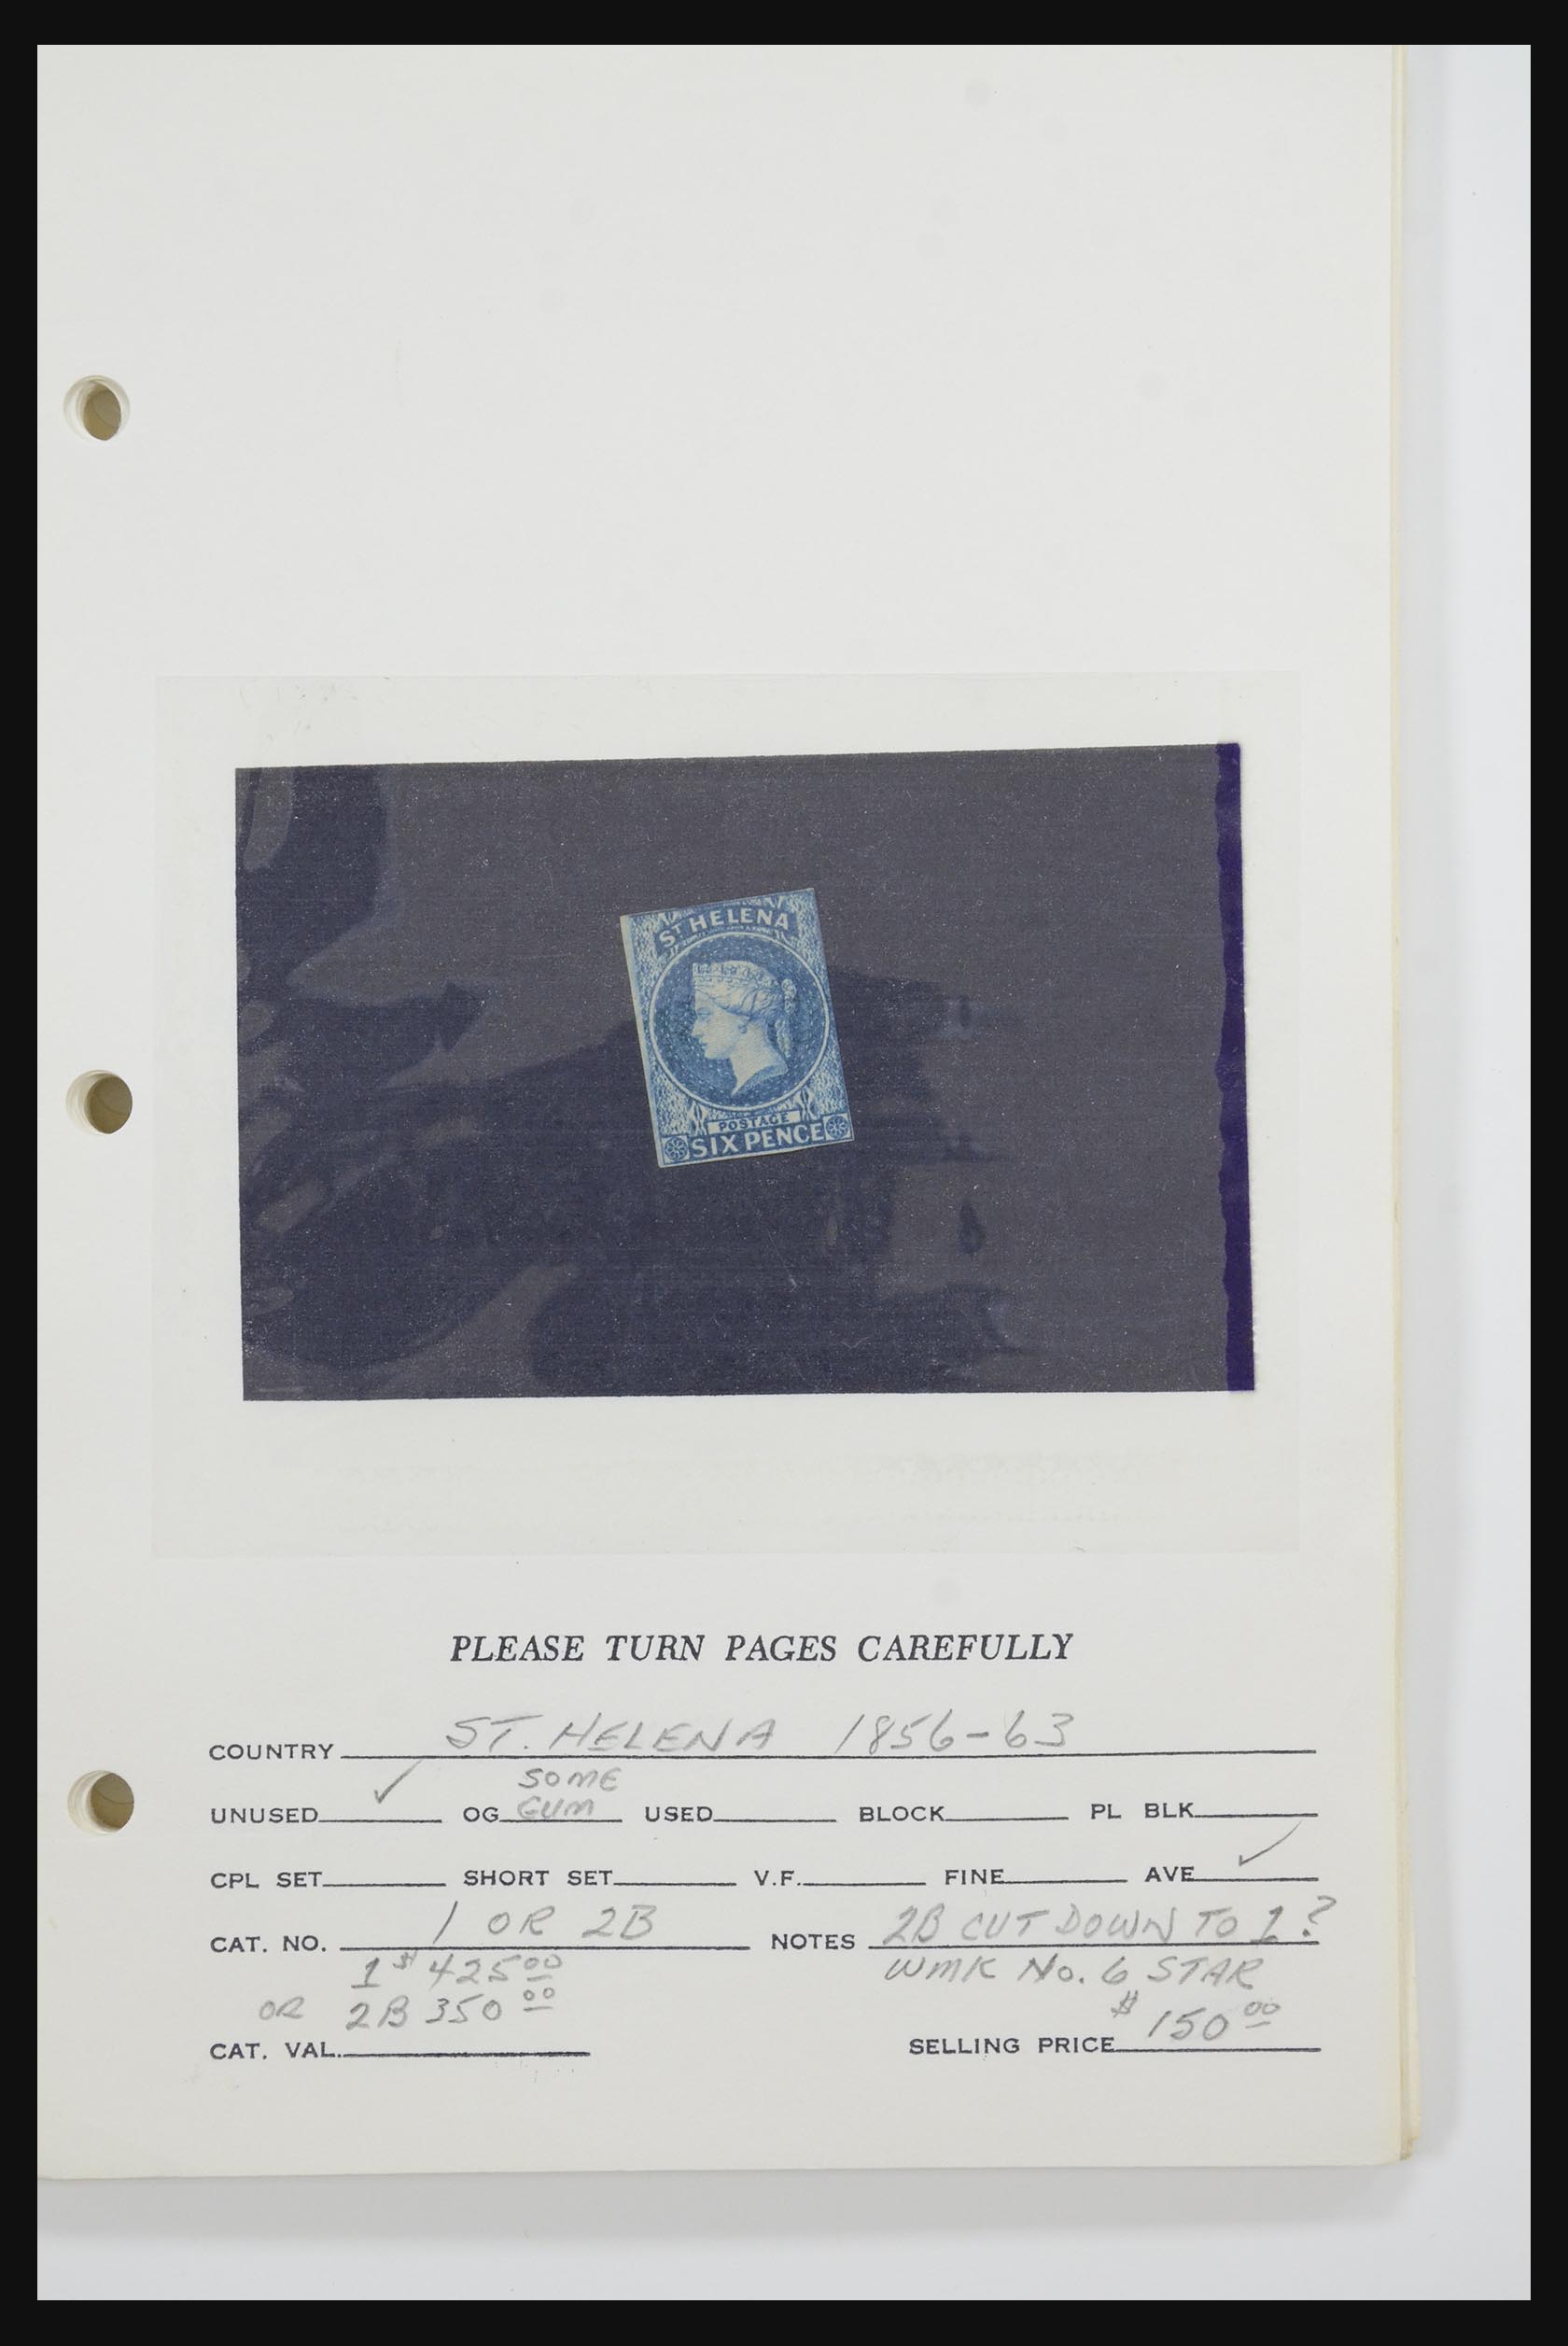 ST HELENA
POSTAGE
SIX PENCE
PLEASE TURN PAGES CAREFULLY
COUNTRY ST. HELENA 1856-63
UNUSED ✓ OG SOME GUM USED BLOCK PL BLK
CPL SET SHORT SET V.F. FINE AVE ✓
CAT. NO. 1 OR 2B NOTES 2B CUT DOWN TO 1?
1 $425.00 WMK No. 6 STAR
OR 2B 350.00
CAT. VAL. SELLING PRICE $150.00